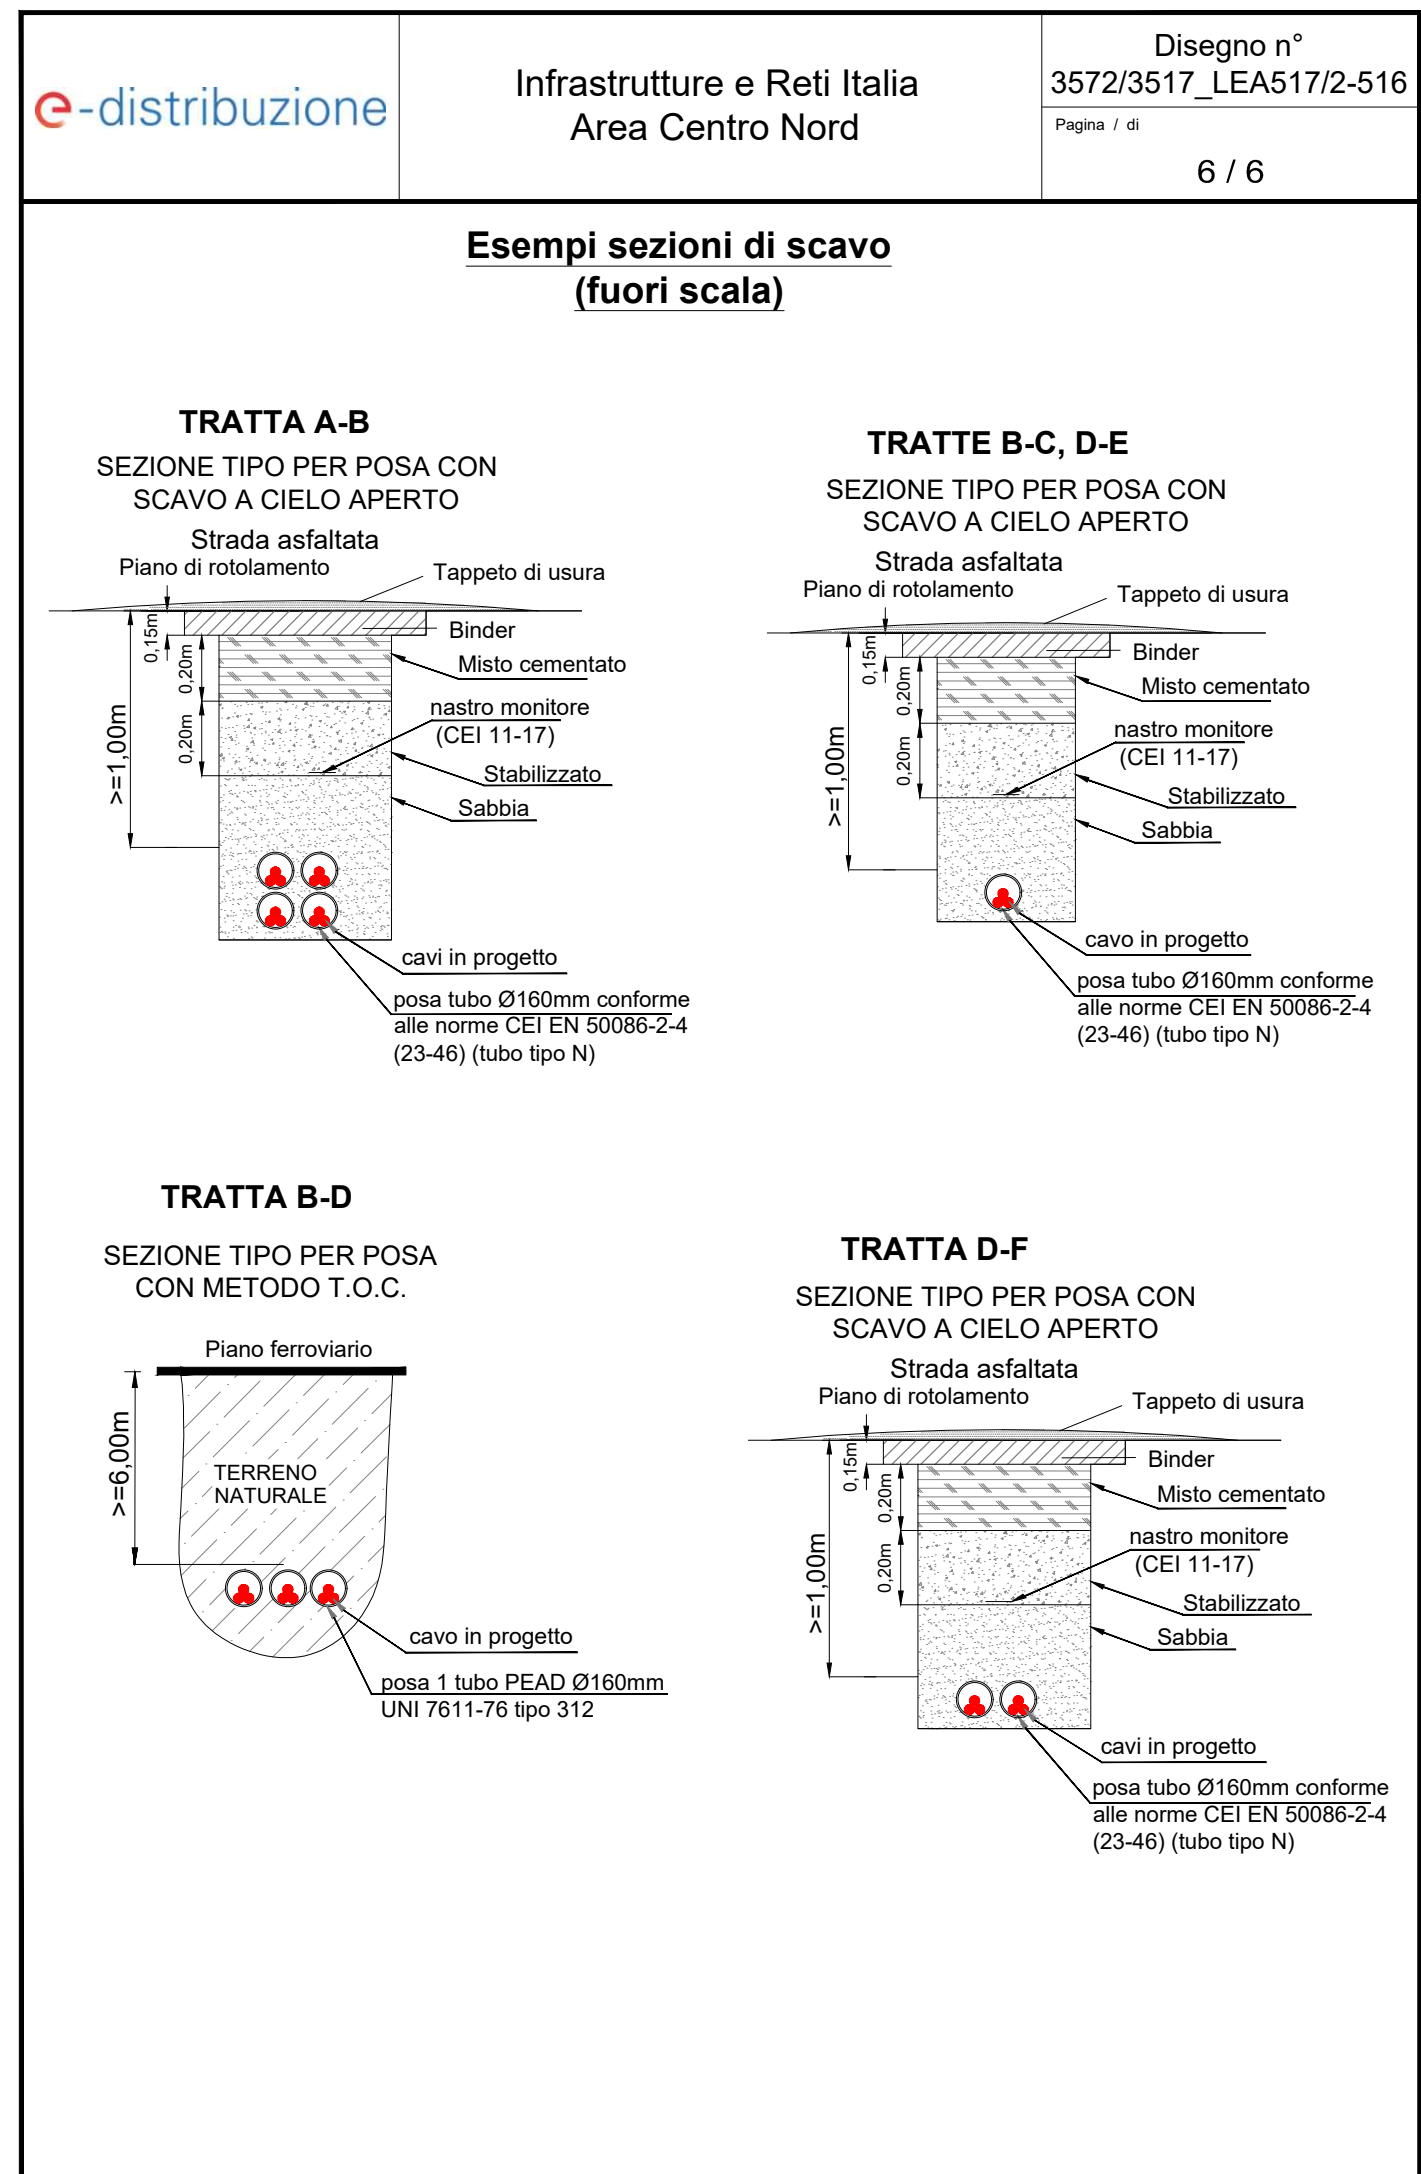 e-distribuzione
Infrastrutture e Reti Italia
Area Centro Nord
Disegno n°
3572/3517_LEA517/2-516
Pagina / di
6 / 6
Esempi sezioni di scavo
(fuori scala)
TRATTA A-B
SEZIONE TIPO PER POSA CON
SCAVO A CIELO APERTO
Strada asfaltata
Piano di rotolamento
Tappeto di usura
0,15m
Binder
0,20m
Misto cementato
>=1,00m
0,20m
nastro monitore
(CEI 11-17)
Stabilizzato
Sabbia
cavi in progetto
posa tubo Ø160mm conforme
alle norme CEI EN 50086-2-4
(23-46) (tubo tipo N)
TRATTE B-C, D-E
SEZIONE TIPO PER POSA CON
SCAVO A CIELO APERTO
Strada asfaltata
Piano di rotolamento
Tappeto di usura
0,15m
Binder
0,20m
Misto cementato
>=1,00m
0,20m
nastro monitore
(CEI 11-17)
Stabilizzato
Sabbia
cavo in progetto
posa tubo Ø160mm conforme
alle norme CEI EN 50086-2-4
(23-46) (tubo tipo N)
TRATTA B-D
SEZIONE TIPO PER POSA
CON METODO T.O.C.
Piano ferroviario
>=6,00m
TERRENO
NATURALE
cavo in progetto
posa 1 tubo PEAD Ø160mm
UNI 7611-76 tipo 312
TRATTA D-F
SEZIONE TIPO PER POSA CON
SCAVO A CIELO APERTO
Strada asfaltata
Piano di rotolamento
Tappeto di usura
0,15m
Binder
0,20m
Misto cementato
>=1,00m
0,20m
nastro monitore
(CEI 11-17)
Stabilizzato
Sabbia
cavi in progetto
posa tubo Ø160mm conforme
alle norme CEI EN 50086-2-4
(23-46) (tubo tipo N)